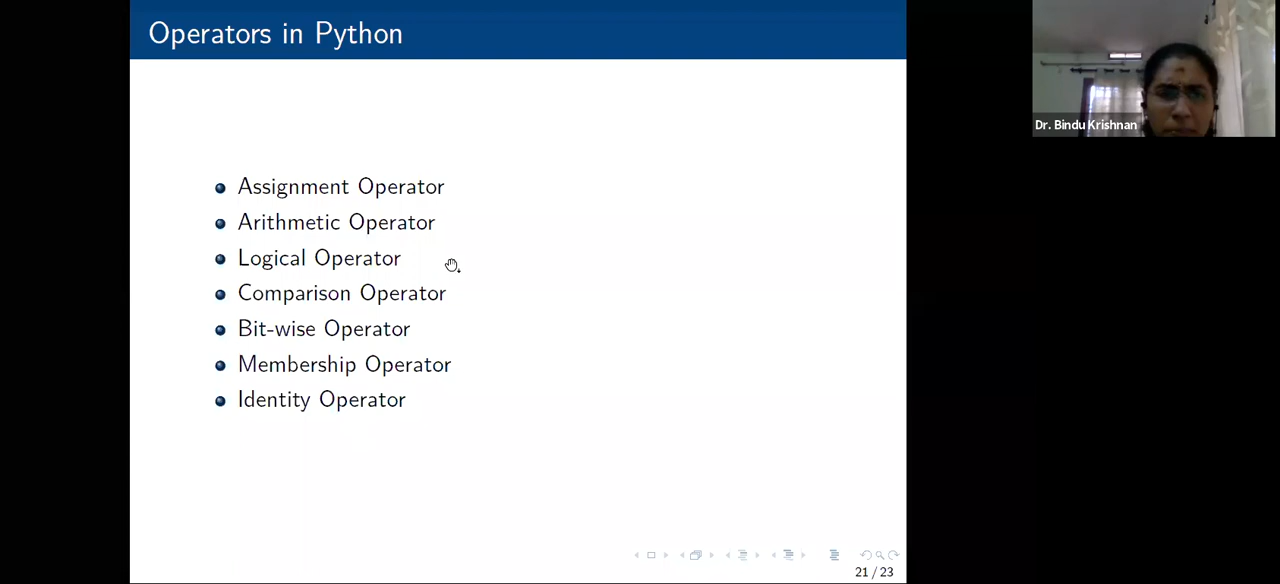 Operators in Python
Dr. Bindu Krishnan
Assignment Operator
Arithmetic Operator
Logical Operator
Comparison Operator
Bit-wise Operator
Membership Operator
Identity Operator
21 / 23